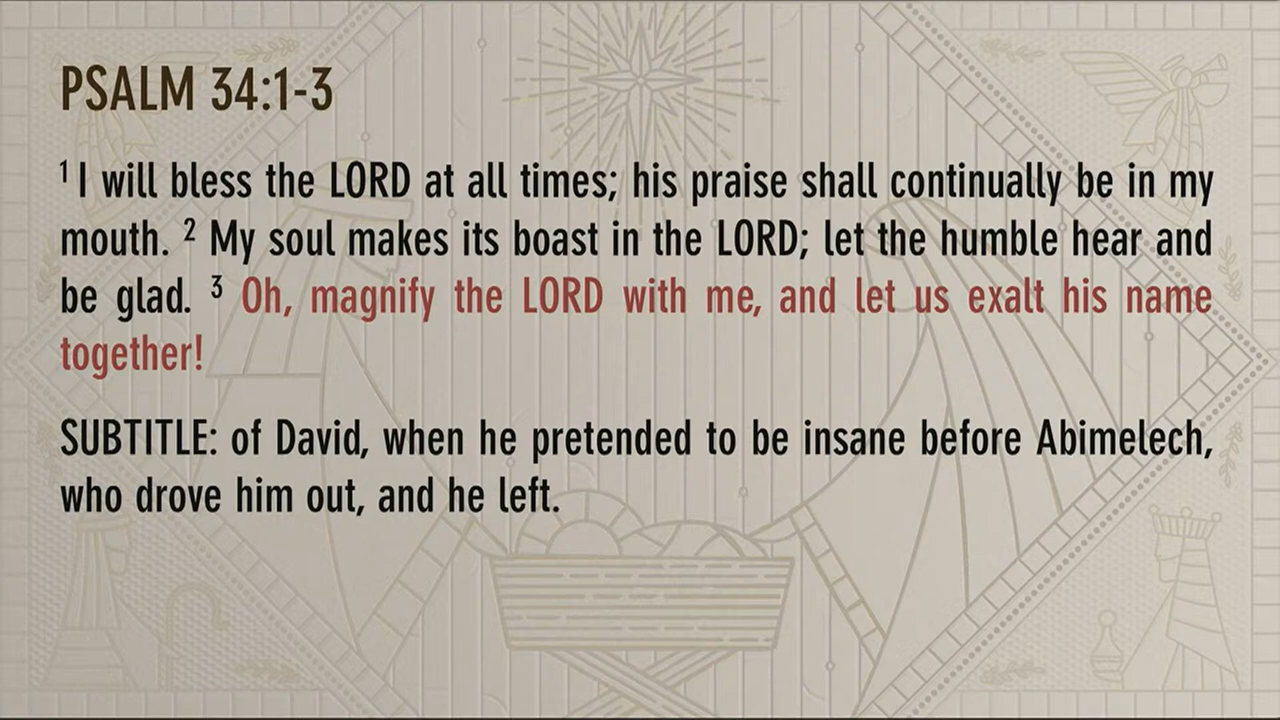 PSALM 34:1-3
1 I will bless the LORD at all times; his praise shall continually be in my
mouth. 2 My soul makes its boast in the LORD; let the humble hear and
be glad. 3 Oh, magnify the LORD with me, and let us exalt his name
together!
SUBTITLE: of David, when he pretended to be insane before Abimelech,
who drove him out, and he left.